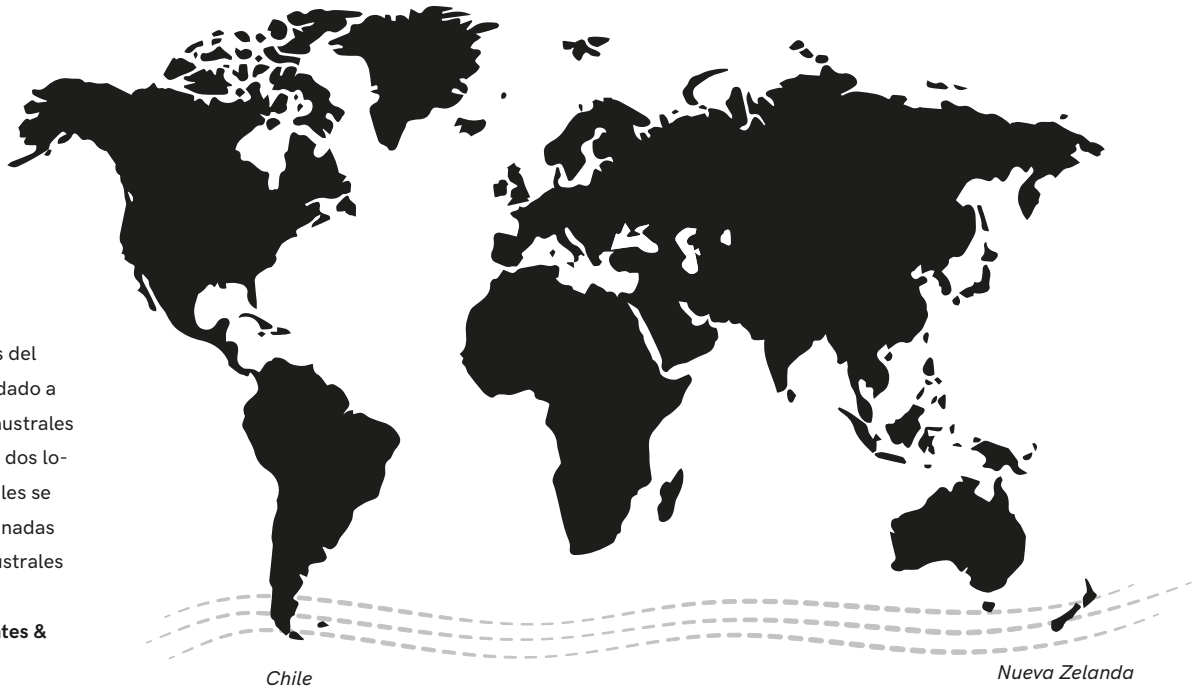 s del
dado a
australes
dos lo-
les se
nadas
ustrales
tes &
Chile
Nueva Zelanda